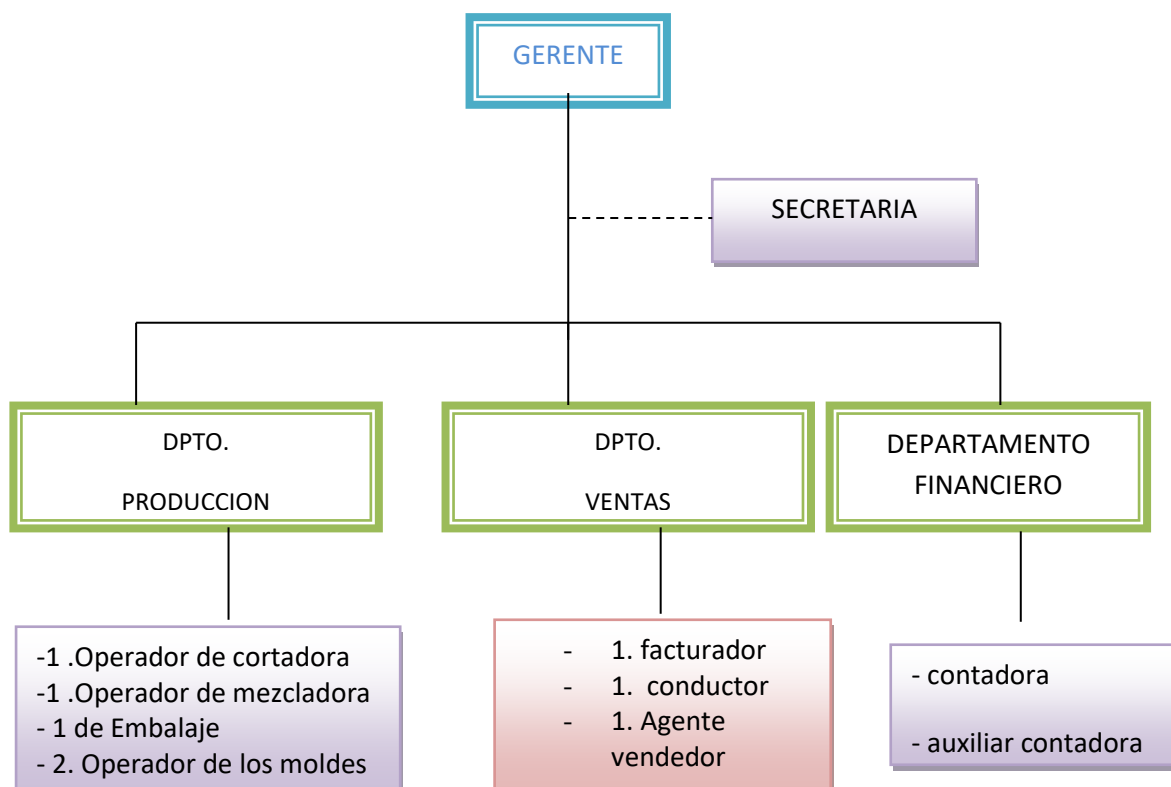 GERENTE
SECRETARIA
DPTO.
PRODUCCION
DPTO.
VENTAS
DEPARTAMENTO
FINANCIERO
-1 .Operador de cortadora
-1 .Operador de mezcladora
- 1 de Embalaje
- 2. Operador de los moldes
- 1. facturador
- 1. conductor
- 1. Agente
vendedor
- contadora
- auxiliar contadora